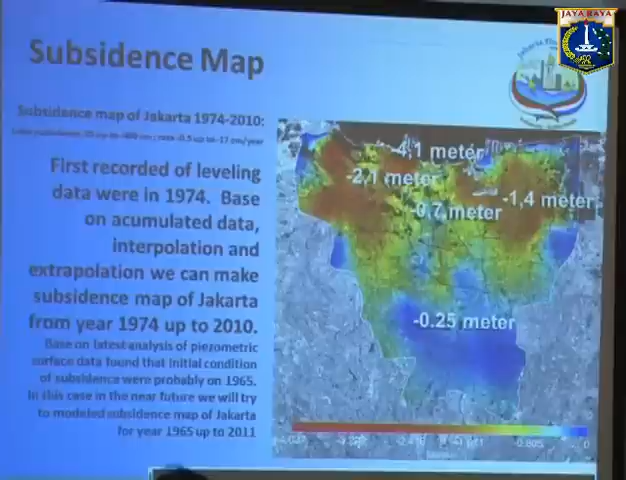 JAYA RAYA
Subsidence Map
Subsidence map of Jakarta 1974-2010:
First recorded of leveling
data were in 1974. Base
on acumulated data,
interpolation and
extrapolation we can make
subsidence map of Jakarta
from year 1974 up to 2010.
Base on latest analysis of piezometric
surface data found that initial condition
of subsidence were probably on 1965.
In this case in the near future we will try
to modeled subsidence map of Jakarta
for year 1965 up to 2011
-4,1 meter
-2,1 meter
-1,4 meter
-0.7 meter
-0.25 meter
-0.805
0